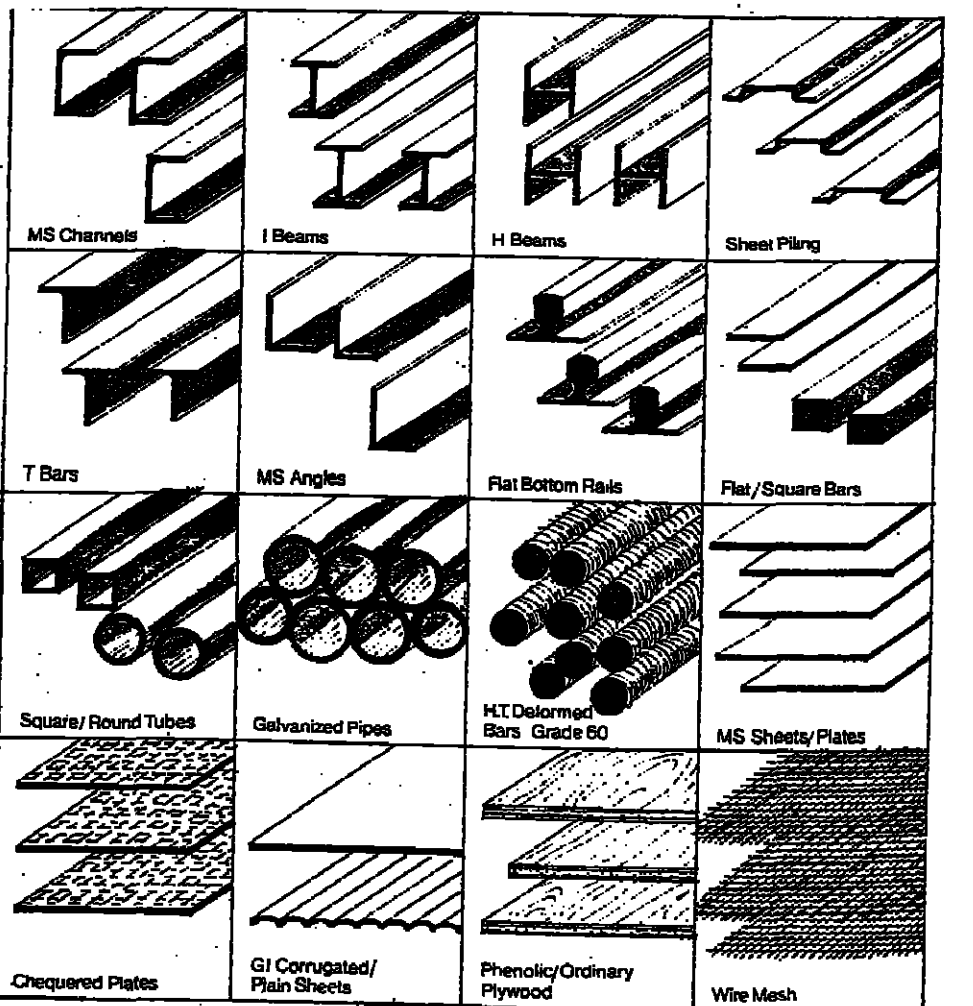 MS Channels
I Beams
H Beams
Sheet Piling
T Bars
MS Angles
Flat Bottom Rails
Flat/Square Bars
Square/Round Tubes
Galvanized Pipes
H.T. Deformed
Bars Grade 60
MS Sheets/Plates
Chequered Plates
GI Corrugated/
Plain Sheets
Phenolic/Ordinary
Plywood
Wire Mesh